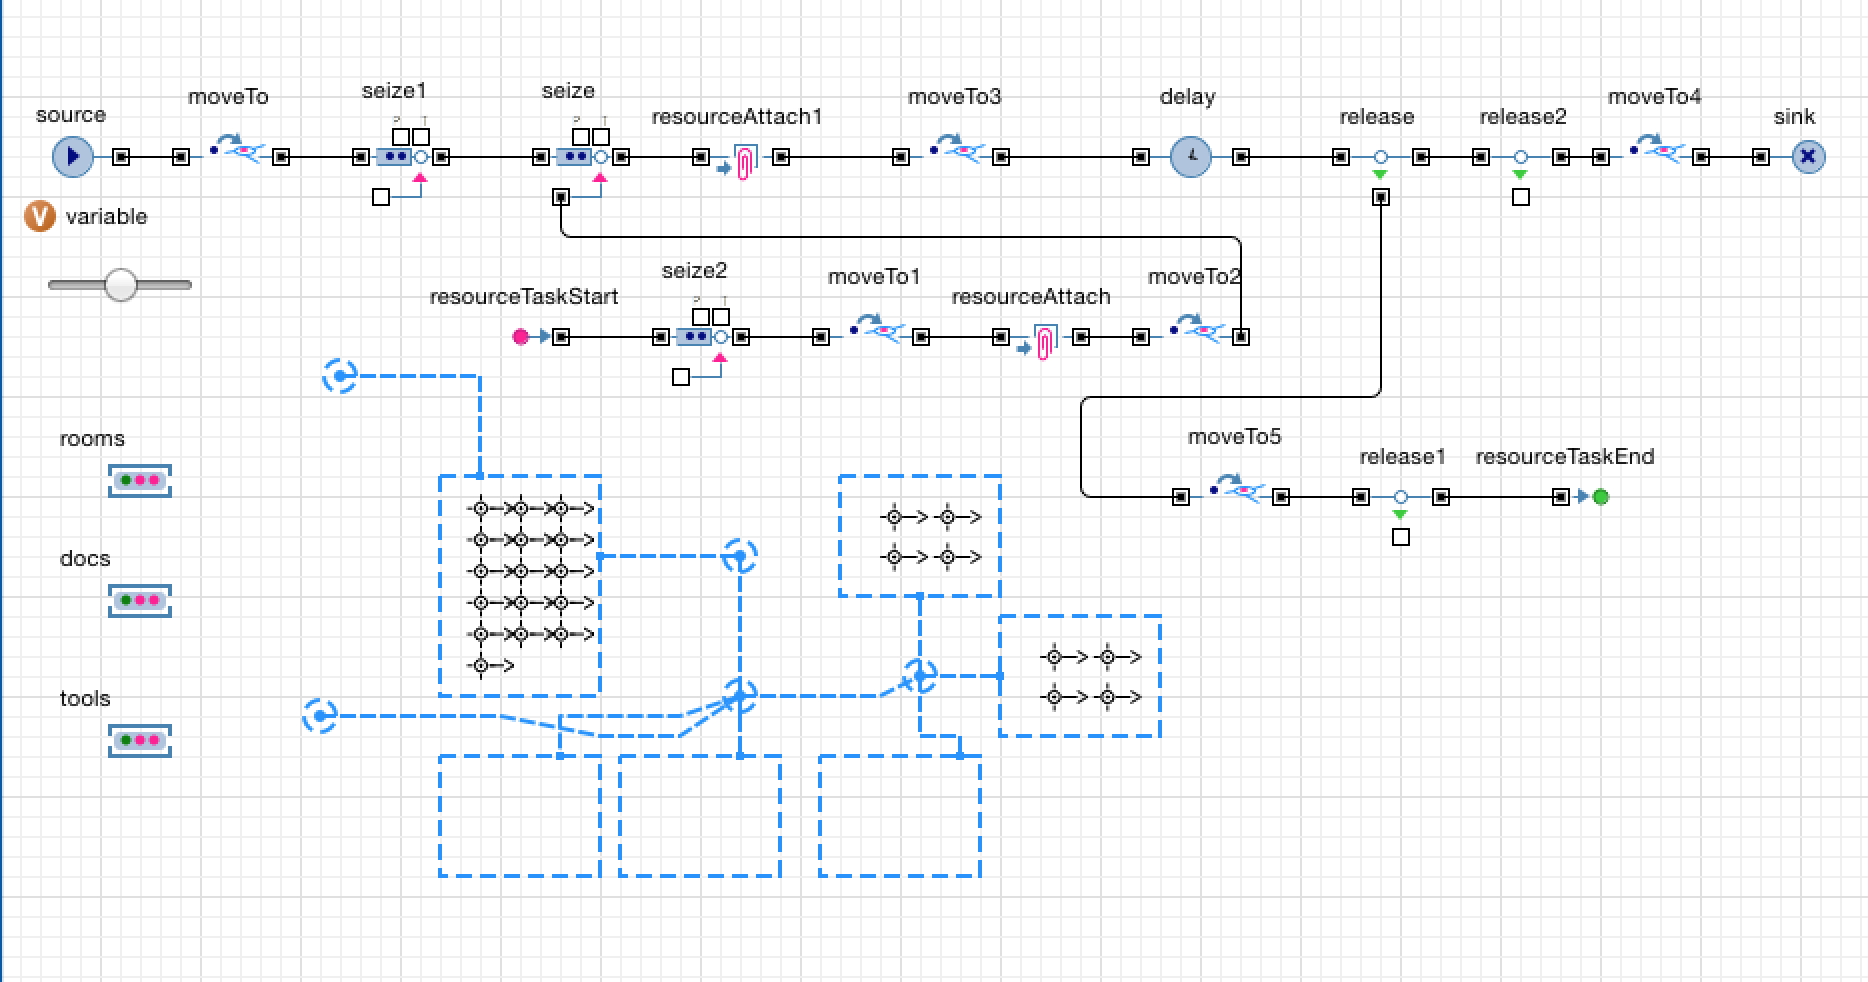 source
moveTo
seize1
seize
resourceAttach1
moveTo3
delay
release
release2
moveTo4
sink
V variable
seize2
resourceTaskStart
moveTo1
resourceAttach
moveTo2
rooms
moveTo5
release1
resourceTaskEnd
docs
tools